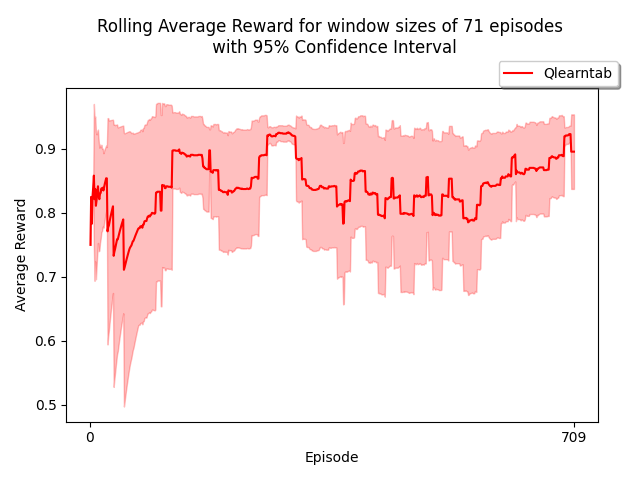 Rolling Average Reward for window sizes of 71 episodes
with 95% Confidence Interval
Qlearntab
Average Reward
0.9
0.8
0.7
0.6
0.5
0
709
Episode